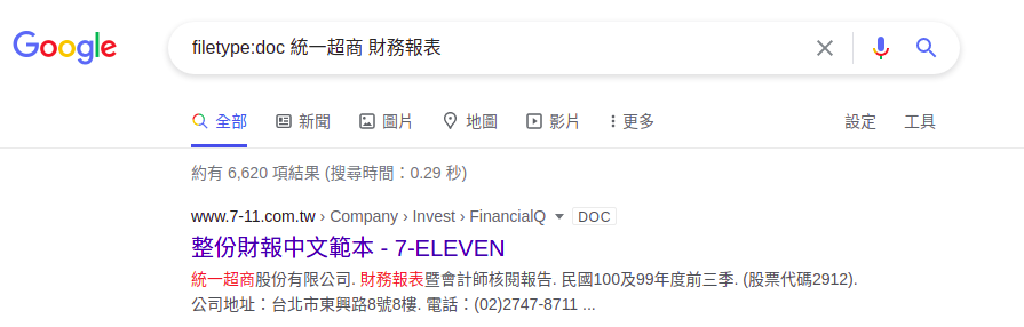 Google
filetype:doc 統一超商 財務報表
全部 新聞 圖片 地圖 影片 更多 設定 工具
約有 6,620 項結果 (搜尋時間：0.29 秒)
www.7-11.com.tw › Company › Invest › FinancialQ DOC
整份財報中文範本 - 7-ELEVEN
統一超商股份有限公司. 財務報表暨會計師核閱報告. 民國100及99年度前三季. (股票代碼2912).
公司地址：台北市東興路8號8樓. 電話：(02)2747-8711 ...